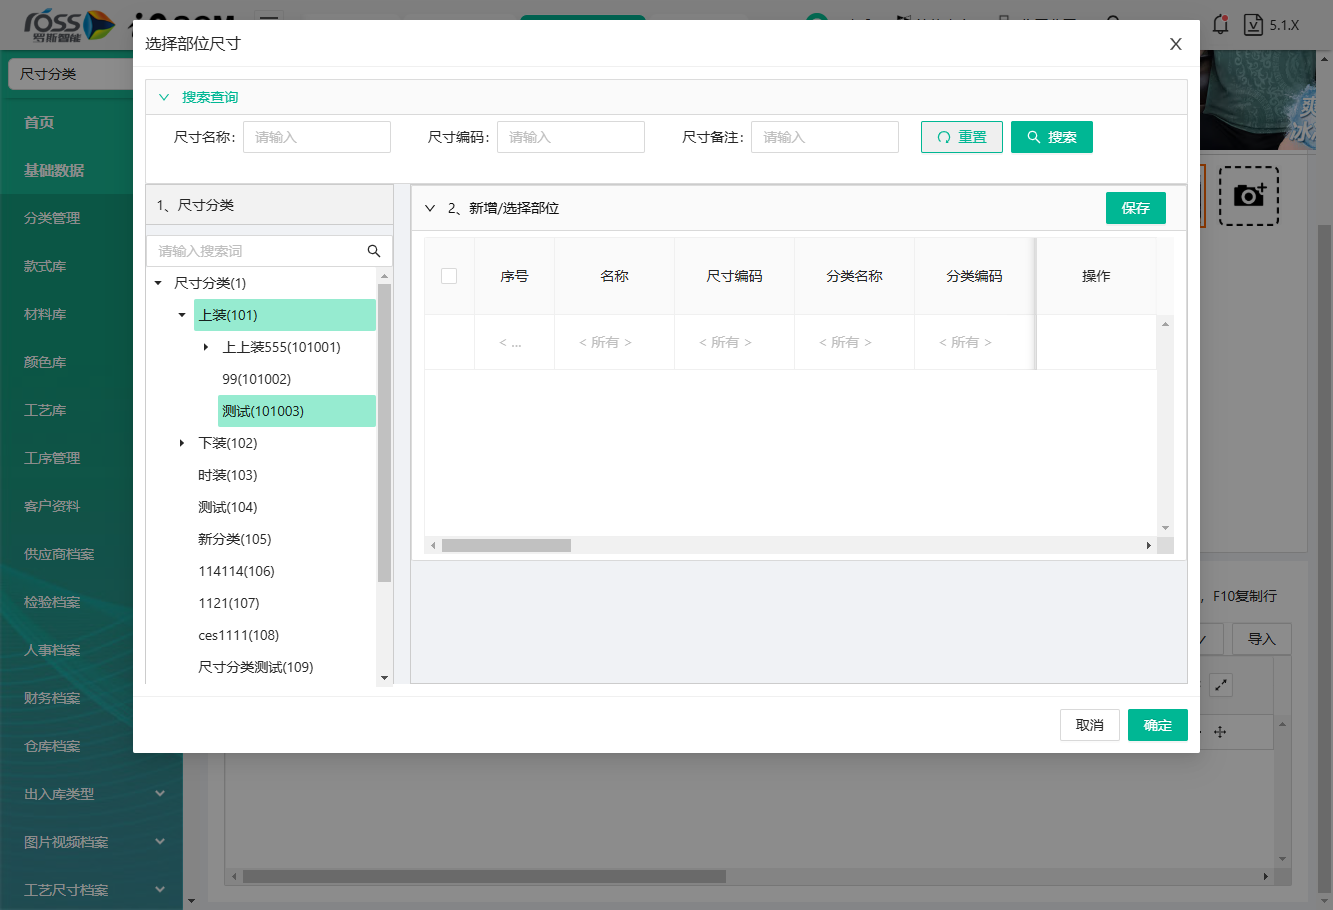 rōss
罗斯智能
5.1.X
尺寸分类
首页
基础数据
分类管理
款式库
材料库
颜色库
工艺库
工序管理
客户资料
供应商档案
检验档案
人事档案
财务档案
仓库档案
出入库类型
图片视频档案
工艺尺寸档案
选择部位尺寸
X
搜索查询
尺寸名称: 请输入 尺寸编码: 请输入 尺寸备注: 请输入 重置 搜索
1、尺寸分类
请输入搜索词
尺寸分类(1)
上装(101)
上上装555(101001)
99(101002)
测试(101003)
下装(102)
时装(103)
测试(104)
新分类(105)
114114(106)
1121(107)
ces1111(108)
尺寸分类测试(109)
2、新增/选择部位 保存
序号 名称 尺寸编码 分类名称 分类编码 操作
< ... < 所有 > < 所有 > < 所有 > < 所有 >
取消 确定
，F10复制行
导入